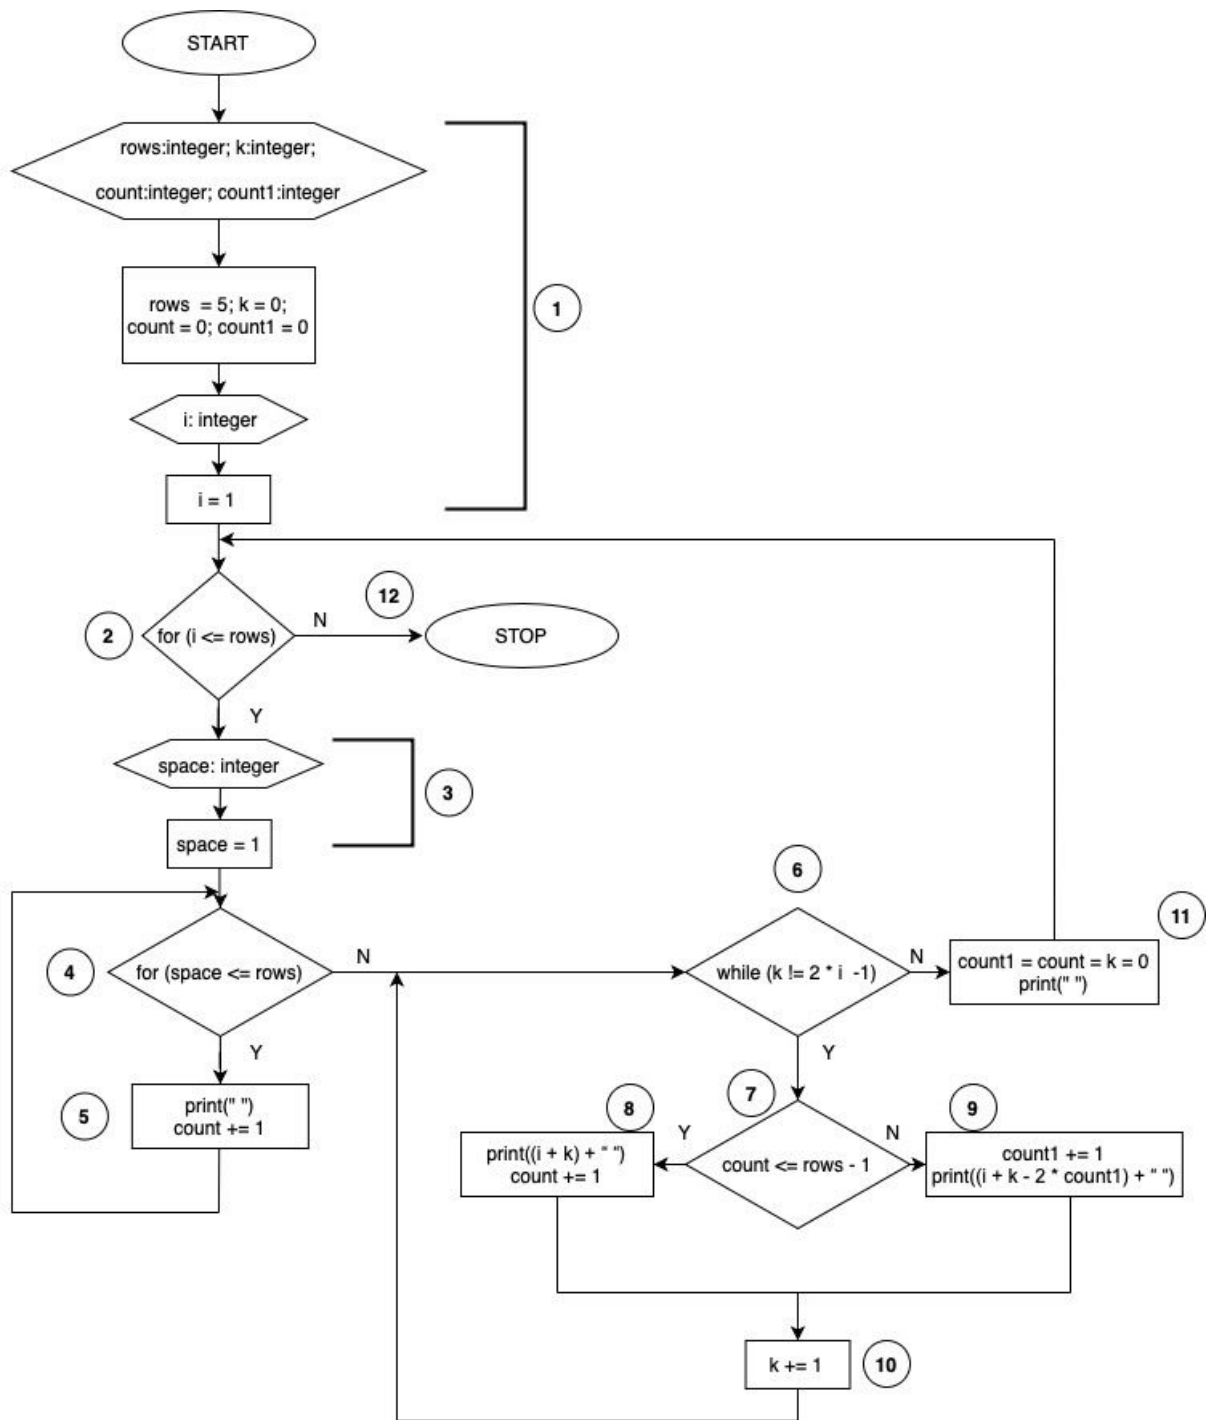 START
rows:integer; k:integer;
count:integer; count1:integer
rows = 5; k = 0;
count = 0; count1 = 0
1
i: integer
i = 1
12
N
2
for (i <= rows)
STOP
Y
space: integer
3
space = 1
6
11
4
for (space <= rows)
N
while (k != 2 * i -1)
N
count1 = count = k = 0
print(" ")
Y
Y
5
print(" ")
count += 1
7
8
9
Y
N
print((i + k) + " ")
count += 1
count <= rows - 1
count1 += 1
print((i + k - 2 * count1) + " ")
k += 1
10